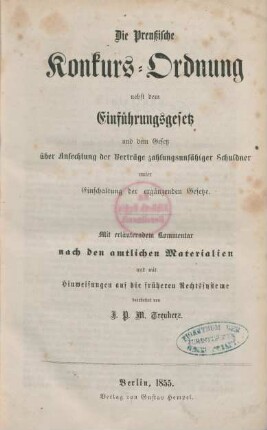 Die Preußische
Konkurs-Ordnung
nebst dem
Einführungsgesetz
und dem Gesetz
über Anfechtung der Verträge zahlungsunfähiger Schuldner
unter
Einschaltung der ergänzenden Gesetze.
Mit erläuterndem Kommentar
nach den amtlichen Materialien
und mit
Hinweisungen auf die früheren Rechtssysteme
bearbeitet von
J. P. M. Treuherz.
Berlin, 1855.
Verlag von Gustav Hempel.